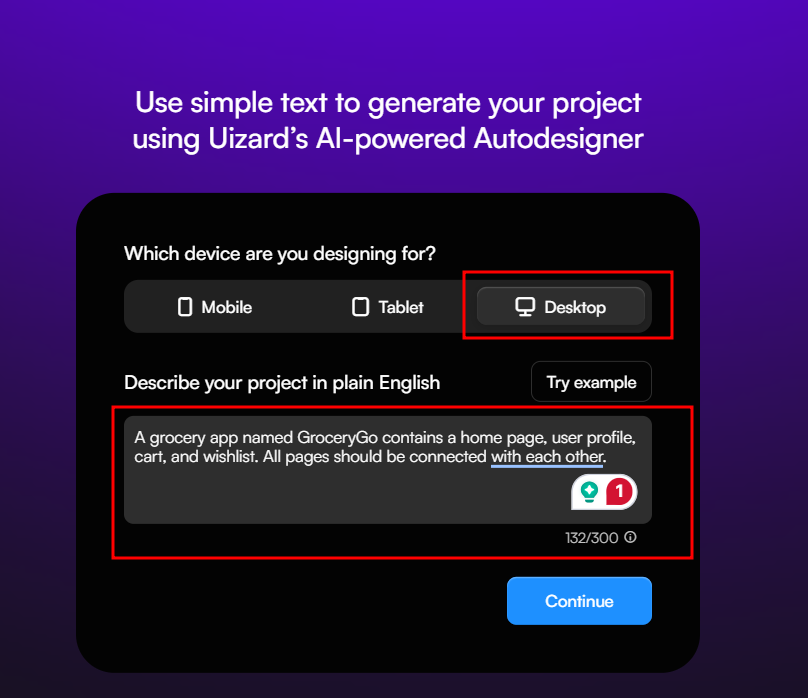 Use simple text to generate your project
using Uizard’s AI-powered Autodesigner
Which device are you designing for?
Mobile
Tablet
Desktop
Describe your project in plain English
Try example
A grocery app named GroceryGo contains a home page, user profile,
cart, and wishlist. All pages should be connected with each other.
1
132/300
Continue